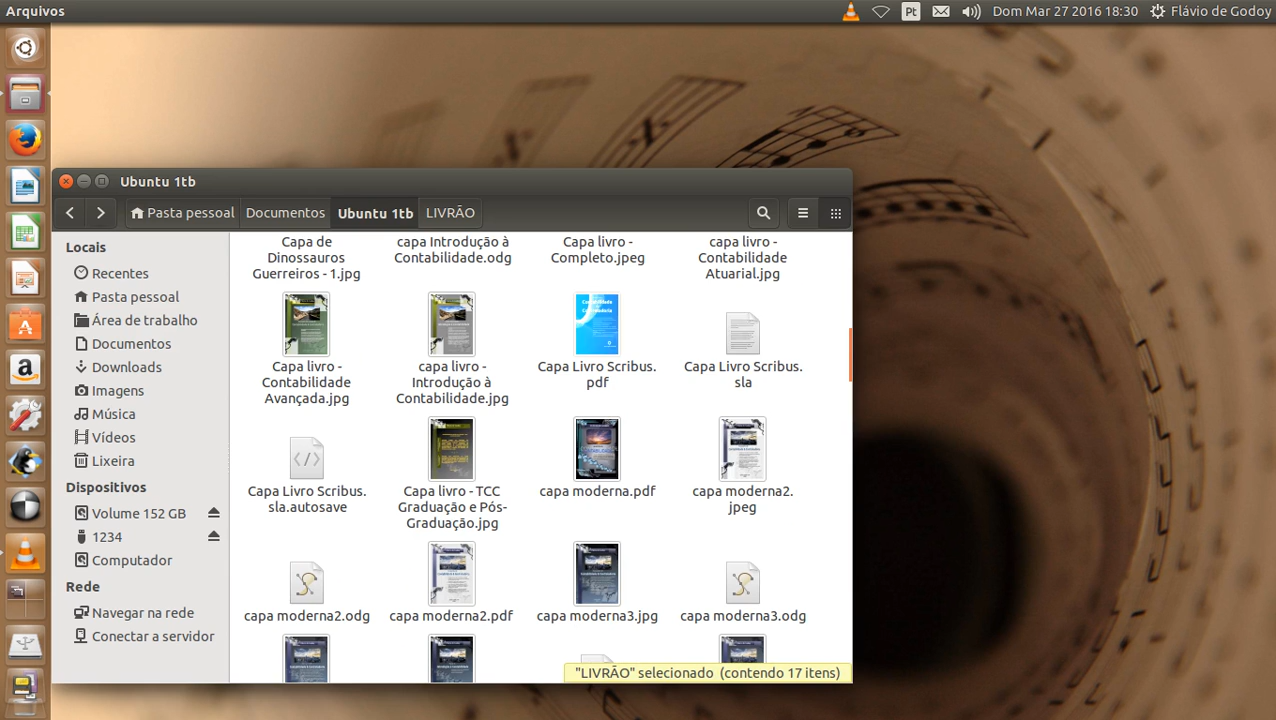 Arquivos
Pt
Dom Mar 27 2016 18:30
Flávio de Godoy
Ubuntu 1tb
Pasta pessoal
Documentos
Ubuntu 1tb
LIVRÃO
Locais
Recentes
Pasta pessoal
Área de trabalho
Documentos
Downloads
Imagens
Música
Vídeos
Lixeira
Dispositivos
Volume 152 GB
1234
Computador
Rede
Navegar na rede
Conectar a servidor
Capa de
Dinossauros
Guerreiros - 1.jpg
capa Introdução à
Contabilidade.odg
Capa livro -
Completo.jpeg
capa livro -
Contabilidade
Atuarial.jpg
Capa livro -
Contabilidade
Avançada.jpg
capa livro -
Introdução à
Contabilidade.jpg
Capa Livro Scribus.
pdf
Capa Livro Scribus.
sla
Capa Livro Scribus.
sla.autosave
Capa livro - TCC
Graduação e Pós-
Graduação.jpg
capa moderna.pdf
capa moderna2.
jpeg
capa moderna2.odg
capa moderna2.pdf
capa moderna3.jpg
capa moderna3.odg
"LIVRÃO" selecionado (contendo 17 itens)